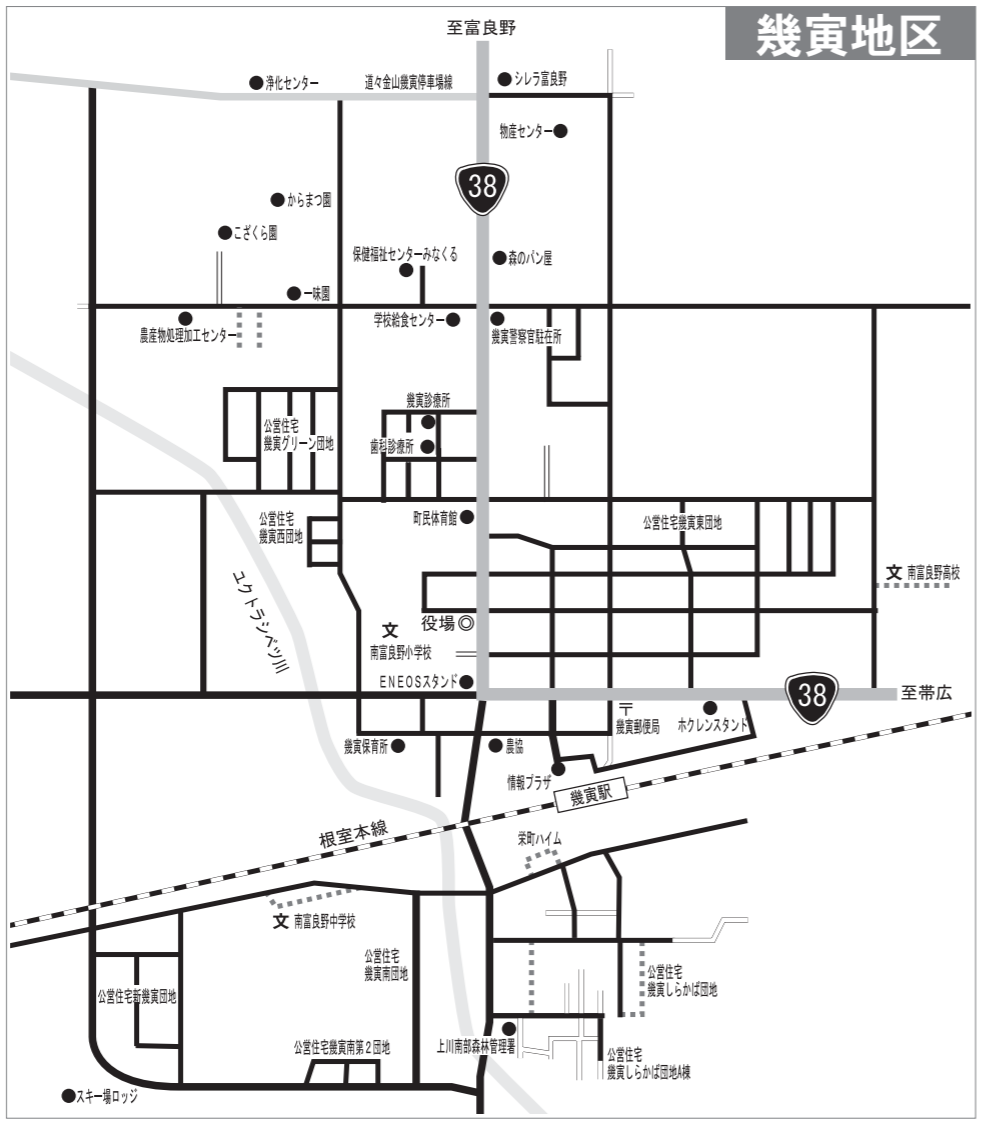 幾寅地区
至富良野
浄化センター
道々金山幾寅停車場線
シレラ富良野
物産センター
38
からまつ園
こざくら園
保健福祉センターみなくる
森のパン屋
一味園
農産物処理加工センター
学校給食センター
幾寅警察官駐在所
幾寅診療所
公営住宅
幾寅グリーン団地
歯科診療所
公営住宅
幾寅西団地
町民体育館
公営住宅幾寅東団地
文 南富良野高校
ユクトラシベツ川
文
南富良野小学校
役場◎
ENEOSスタンド
38
至帯広
〒
幾寅郵便局
ホクレンスタンド
幾寅保育所
農協
情報プラザ
幾寅駅
根室本線
栄町ハイム
文 南富良野中学校
公営住宅
幾寅南団地
公営住宅
幾寅しらかば団地
公営住宅新幾寅団地
公営住宅幾寅南第2団地
上川南部森林管理署
公営住宅
幾寅しらかば団地A棟
スキー場ロッジ